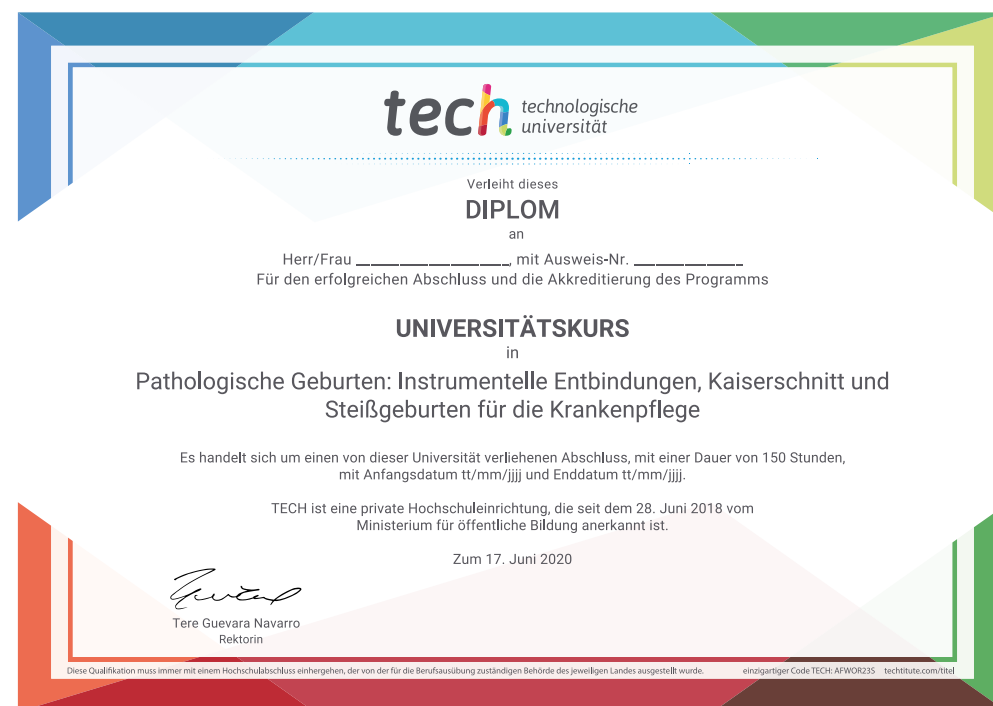 tech technologische
universität
Verleiht dieses
DIPLOM
an
Herr/Frau ____________________, mit Ausweis-Nr. ______________
Für den erfolgreichen Abschluss und die Akkreditierung des Programms
UNIVERSITÄTSKURS
in
Pathologische Geburten: Instrumentelle Entbindungen, Kaiserschnitt und
Steißgeburten für die Krankenpflege
Es handelt sich um einen von dieser Universität verliehenen Abschluss, mit einer Dauer von 150 Stunden,
mit Anfangsdatum tt/mm/jjjj und Enddatum tt/mm/jjjj.
TECH ist eine private Hochschuleinrichtung, die seit dem 28. Juni 2018 vom
Ministerium für öffentliche Bildung anerkannt ist.
Zum 17. Juni 2020
Tere Guevara Navarro
Rektorin
Diese Qualifikation muss immer mit einem Hochschulabschluss einhergehen, der von der für die Berufsausübung zuständigen Behörde des jeweiligen Landes ausgestellt wurde. einzigartiger Code TECH: AFWOR23S techtitute.com/titel